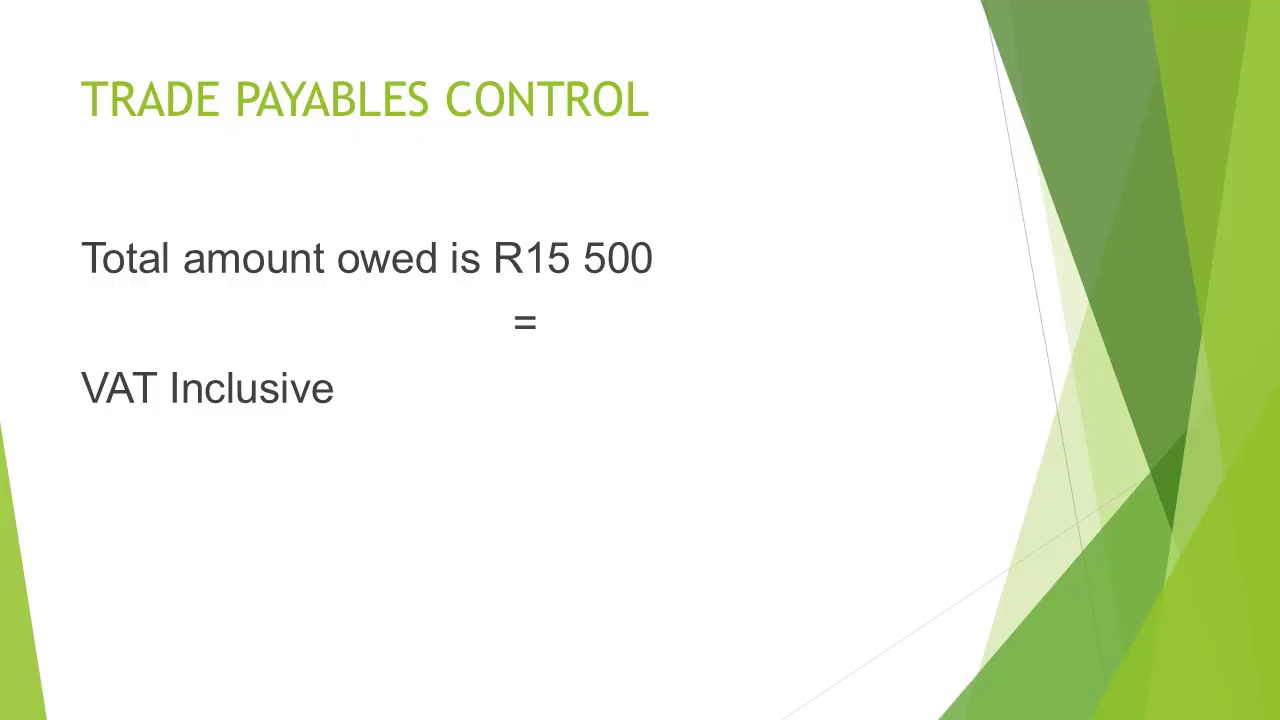 TRADE PAYABLES CONTROL
Total amount owed is R15 500
=
VAT Inclusive